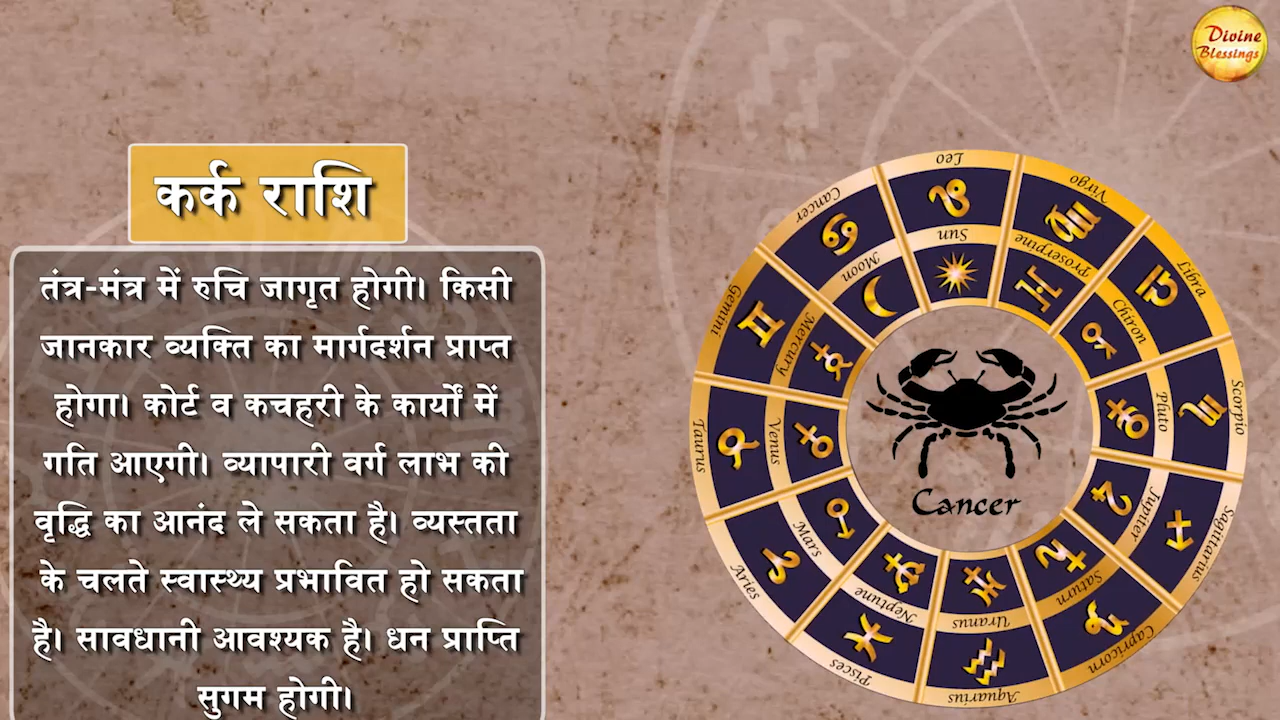 Divine
Blessings
कर्क राशि
तंत्र-मंत्र में रुचि जागृत होगी। किसी
जानकार व्यक्ति का मार्गदर्शन प्राप्त
होगा। कोर्ट व कचहरी के कार्यों में
गति आएगी। व्यापारी वर्ग लाभ की
वृद्धि का आनंद ले सकता है। व्यस्तता
के चलते स्वास्थ्य प्रभावित हो सकता
है। सावधानी आवश्यक है। धन प्राप्ति
सुगम होगी।
Leo
Virgo
Libra
Scorpio
Sagittarius
Capricorn
Aquarius
Pisces
Aries
Taurus
Gemini
Cancer
Sun
Proserpine
Chiron
Pluto
Jupiter
Saturn
Uranus
Neptune
Mars
Venus
Mercury
Moon
Cancer